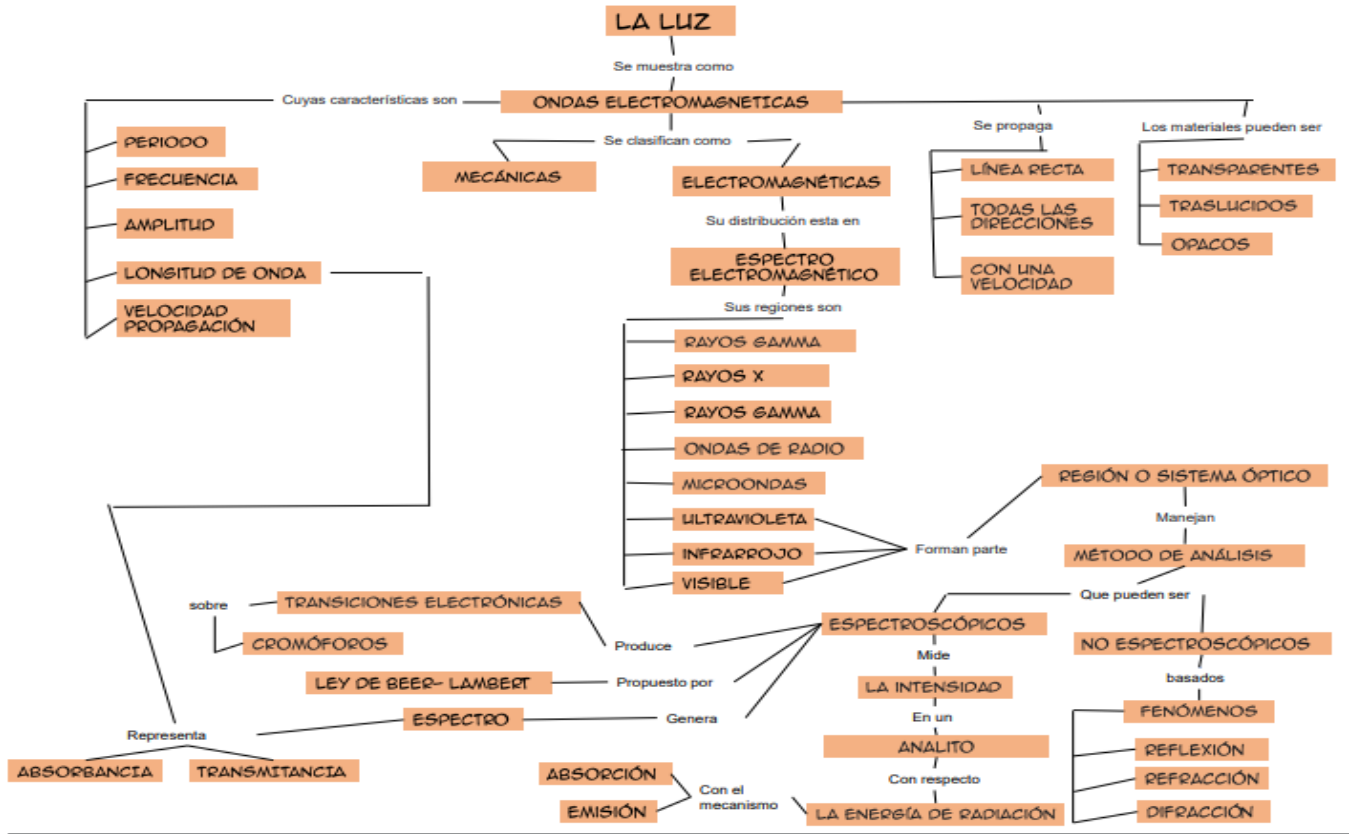 LA LUZ
Se muestra como
ONDAS ELECTROMAGNETICAS
Cuyas características son
PERIODO
FRECUENCIA
AMPLITUD
LONGITUD DE ONDA
VELOCIDAD
PROPAGACIÓN
Se clasifican como
MECÁNICAS
ELECTROMAGNÉTICAS
Su distribución esta en
ESPECTRO
ELECTROMAGNÉTICO
Sus regiones son
RAYOS GAMMA
RAYOS X
RAYOS GAMMA
ONDAS DE RADIO
MICROONDAS
ULTRAVIOLETA
INFRARROJO
VISIBLE
Se propaga
LÍNEA RECTA
TODAS LAS
DIRECCIONES
CON UNA
VELOCIDAD
Los materiales pueden ser
TRANSPARENTES
TRASLUCIDOS
OPACOS
Forman parte
REGIÓN O SISTEMA ÓPTICO
Manejan
MÉTODO DE ANÁLISIS
Que pueden ser
ESPECTROSCÓPICOS
NO ESPECTROSCÓPICOS
basados
FENÓMENOS
REFLEXIÓN
REFRACCIÓN
DIFRACCIÓN
Mide
LA INTENSIDAD
En un
ANALITO
Con respecto
LA ENERGÍA DE RADIACIÓN
Con el
mecanismo
ABSORCIÓN
EMISIÓN
Produce
TRANSICIONES ELECTRÓNICAS
sobre
CROMÓFOROS
Propuesto por
LEY DE BEER- LAMBERT
Genera
ESPECTRO
Representa
ABSORBANCIA
TRANSMITANCIA